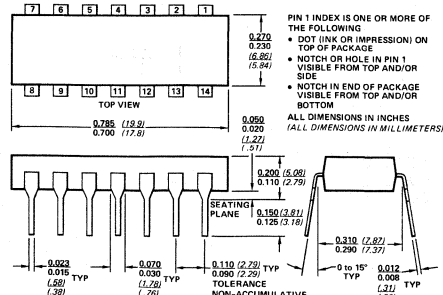 7 6 5 4 3 2 1
8 9 10 11 12 13 14
TOP VIEW
0.270
0.230
(6.86)
(5.84)
PIN 1 INDEX IS ONE OR MORE OF
THE FOLLOWING
• DOT (INK OR IMPRESSION) ON
TOP OF PACKAGE
• NOTCH OR HOLE IN PIN 1
VISIBLE FROM TOP AND/OR
SIDE
• NOTCH IN END OF PACKAGE
VISIBLE FROM TOP AND/OR
BOTTOM
ALL DIMENSIONS IN INCHES
(ALL DIMENSIONS IN MILLIMETERS)
0.785 (19.9)
0.700 (17.8)
0.050
0.020
(1.27)
(.51)
0.200 (5.08)
0.110 (2.79)
SEATING
PLANE
0.150 (3.81)
0.125 (3.18)
0.310 (7.87)
0.290 (7.37)
0.023
0.015 TYP
(.58)
(.38)
0.070
0.030 TYP
(1.78)
(.76)
0.110 (2.79)
0.090 (2.29) TYP
TOLERANCE
NON-ACCUMULATIVE
0 to 15°
TYP
0.012
0.008 TYP
(.31)